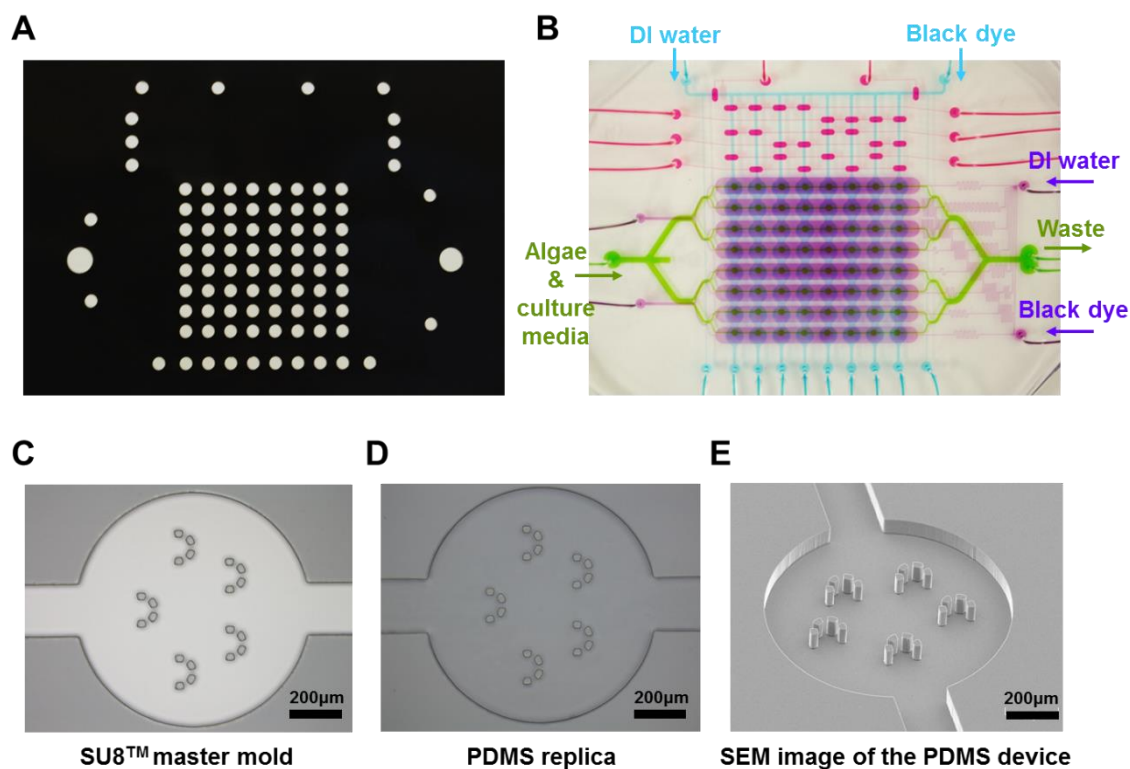 A
B
DI water
Black dye
DI water
Waste
Algae
&
culture
media
Black dye
C
D
E
200µm
200µm
200µm
SU8™ master mold
PDMS replica
SEM image of the PDMS device